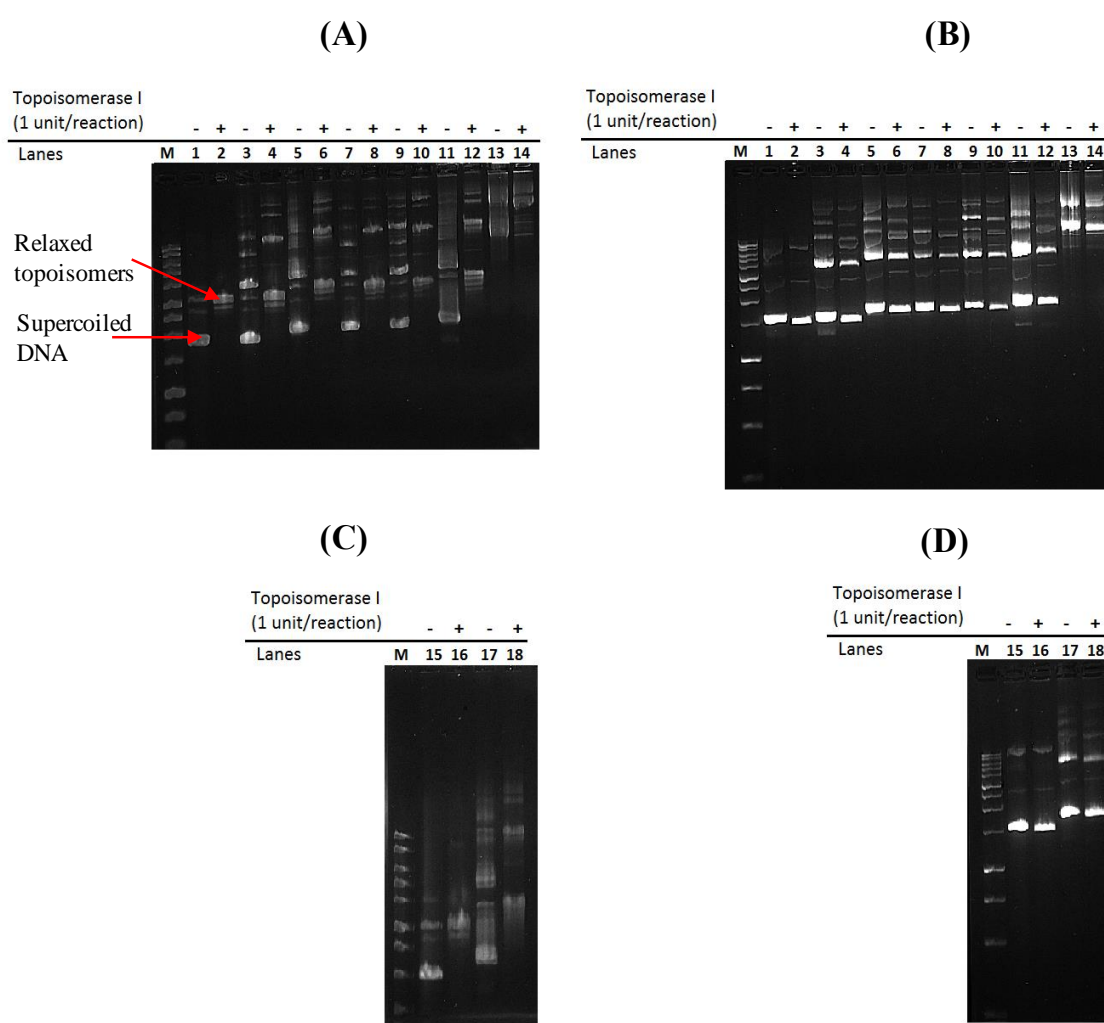 (A)
Topoisomerase I
(1 unit/reaction) - + - + - + - + - + - + - +
Lanes M 1 2 3 4 5 6 7 8 9 10 11 12 13 14
Relaxed
topoisomers
Supercoiled
DNA
(B)
Topoisomerase I
(1 unit/reaction) - + - + - + - + - + - + - +
Lanes M 1 2 3 4 5 6 7 8 9 10 11 12 13 14
(C)
Topoisomerase I
(1 unit/reaction) - + - +
Lanes M 15 16 17 18
(D)
Topoisomerase I
(1 unit/reaction) - + - +
Lanes M 15 16 17 18